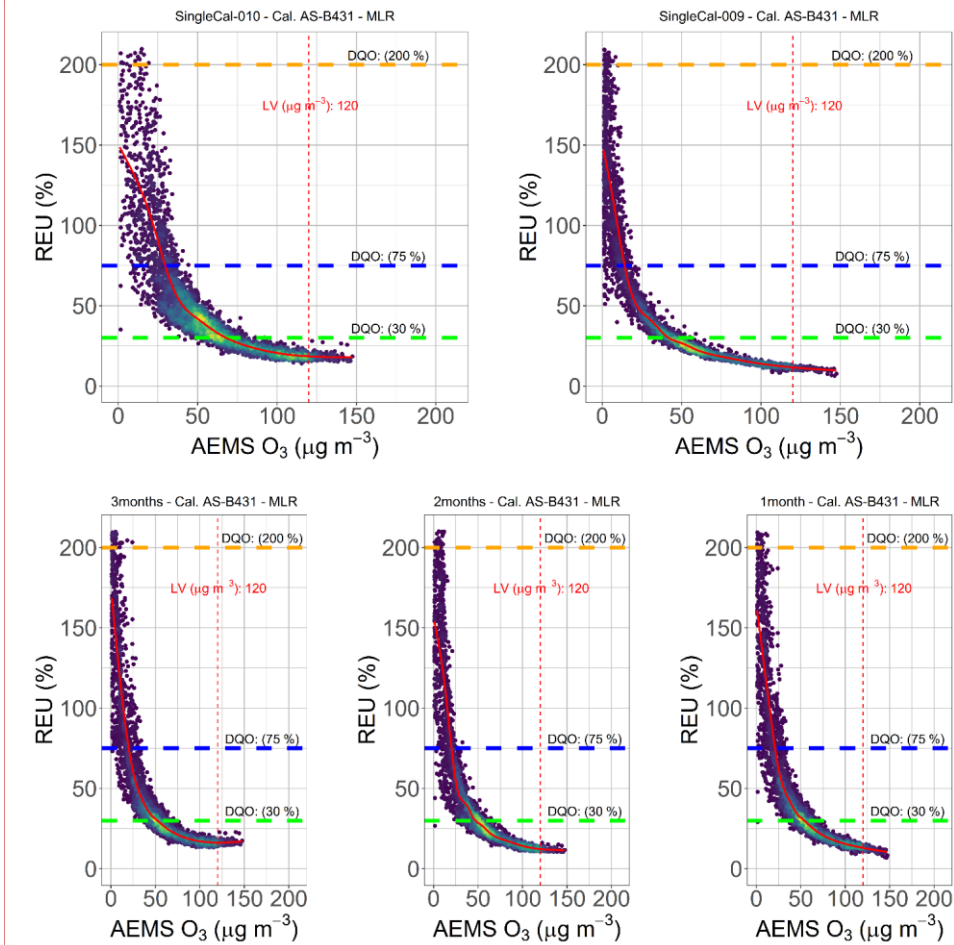 SingleCal-010 - Cal. AS-B431 - MLR
200
150
100
50
0
REU (%)
DQO: (200 %)
LV (µg m⁻³): 120
DQO: (75 %)
DQO: (30 %)
0 50 100 150 200
AEMS O₃ (µg m⁻³)
SingleCal-009 - Cal. AS-B431 - MLR
200
150
100
50
0
REU (%)
DQO: (200 %)
LV (µg m⁻³): 120
DQO: (75 %)
DQO: (30 %)
0 50 100 150 200
AEMS O₃ (µg m⁻³)
3months - Cal. AS-B431 - MLR
200
150
100
50
0
REU (%)
DQO: (200 %)
LV (µg m⁻³): 120
DQO: (75 %)
DQO: (30 %)
0 50 100 150 200
AEMS O₃ (µg m⁻³)
2months - Cal. AS-B431 - MLR
200
150
100
50
0
REU (%)
DQO: (200 %)
LV (µg m⁻³): 120
DQO: (75 %)
DQO: (30 %)
0 50 100 150 200
AEMS O₃ (µg m⁻³)
1month - Cal. AS-B431 - MLR
200
150
100
50
0
REU (%)
DQO: (200 %)
LV (µg m⁻³): 120
DQO: (75 %)
DQO: (30 %)
0 50 100 150 200
AEMS O₃ (µg m⁻³)